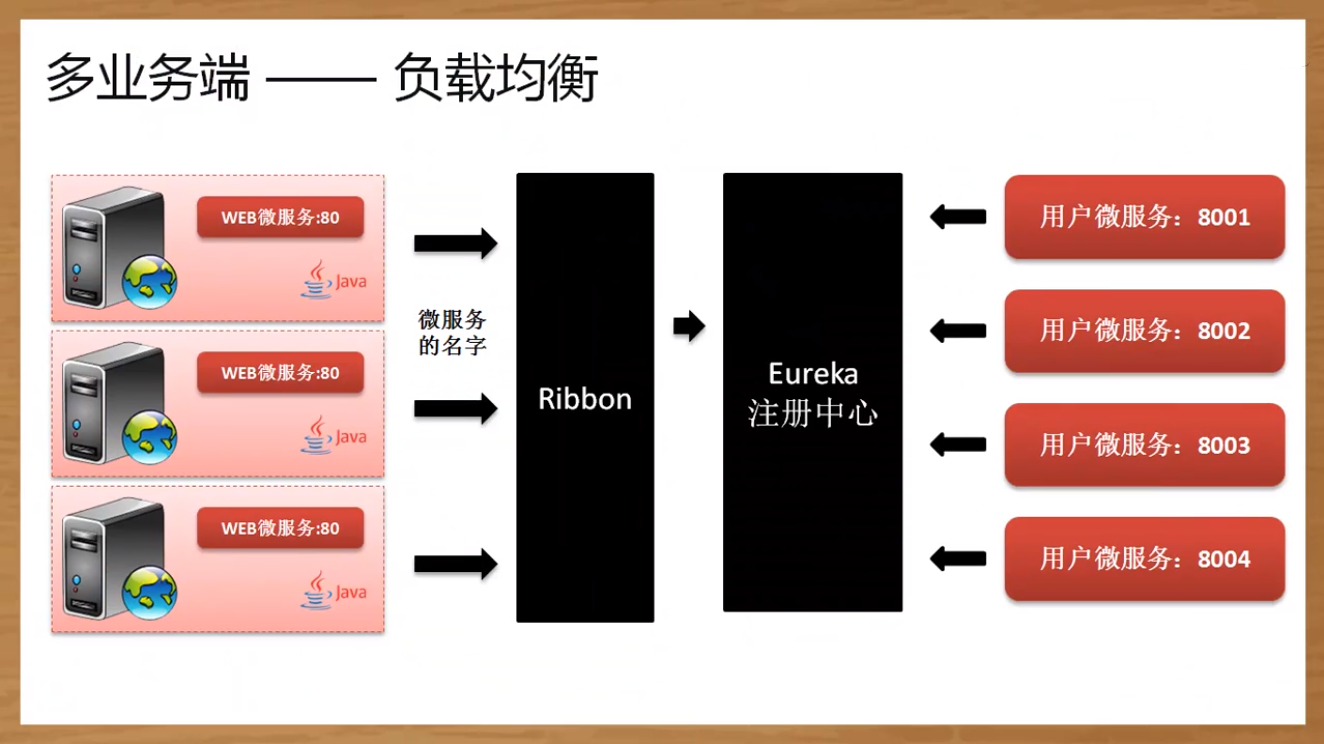 多业务端 —— 负载均衡
WEB微服务:80
Java
WEB微服务:80
Java
WEB微服务:80
Java
微服务
的名字
Ribbon
Eureka
注册中心
用户微服务：8001
用户微服务：8002
用户微服务：8003
用户微服务：8004